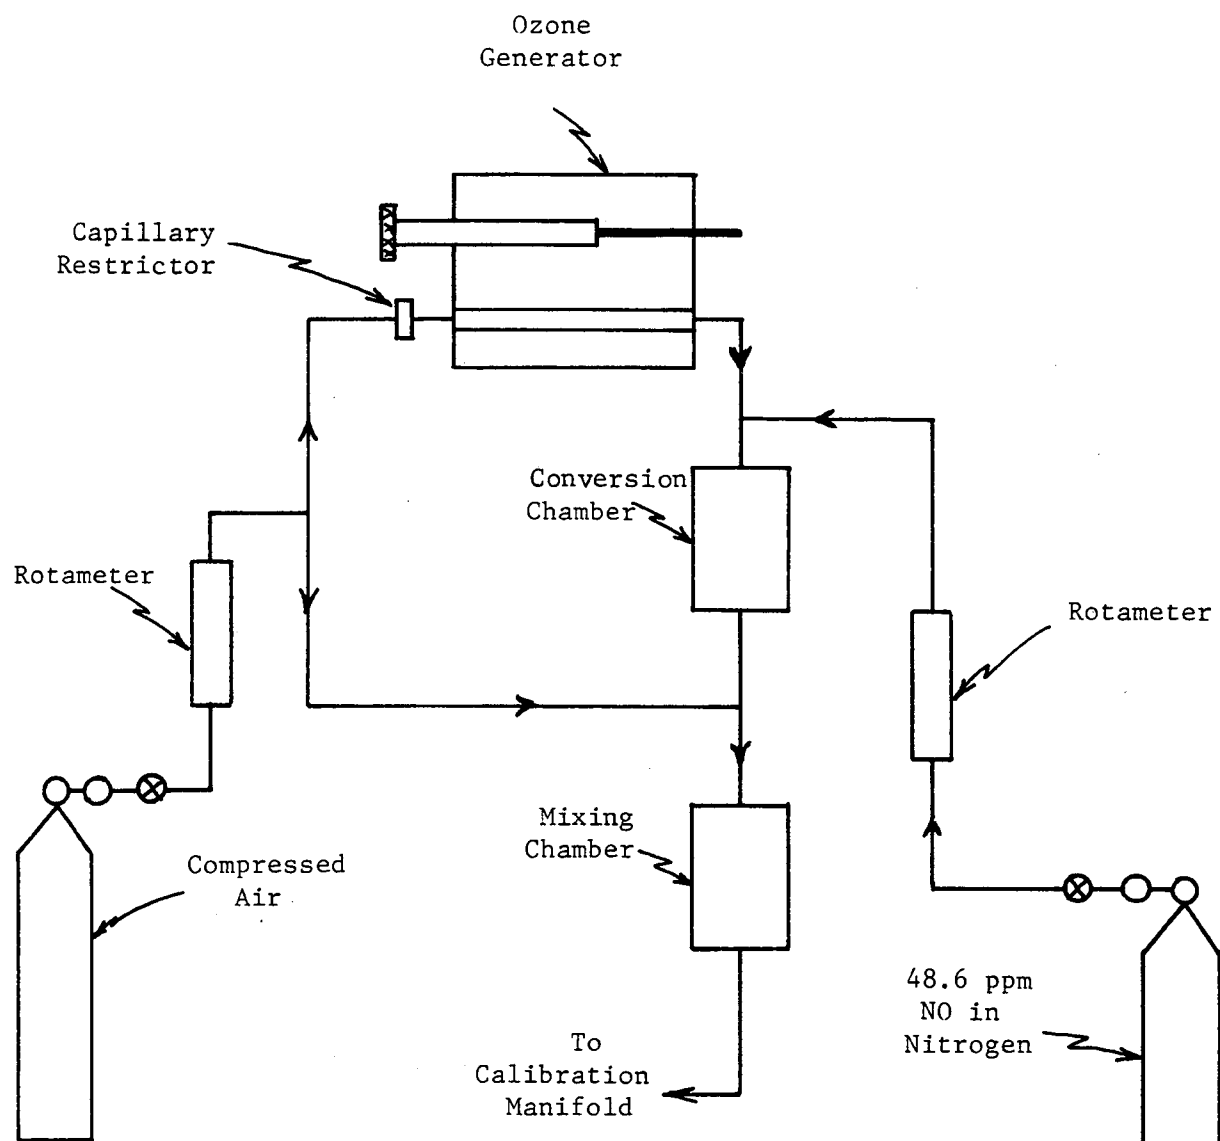 Ozone
Generator
Capillary
Restrictor
Conversion
Chamber
Rotameter
Rotameter
Mixing
Chamber
Compressed
Air
48.6 ppm
NO in
Nitrogen
To
Calibration
Manifold